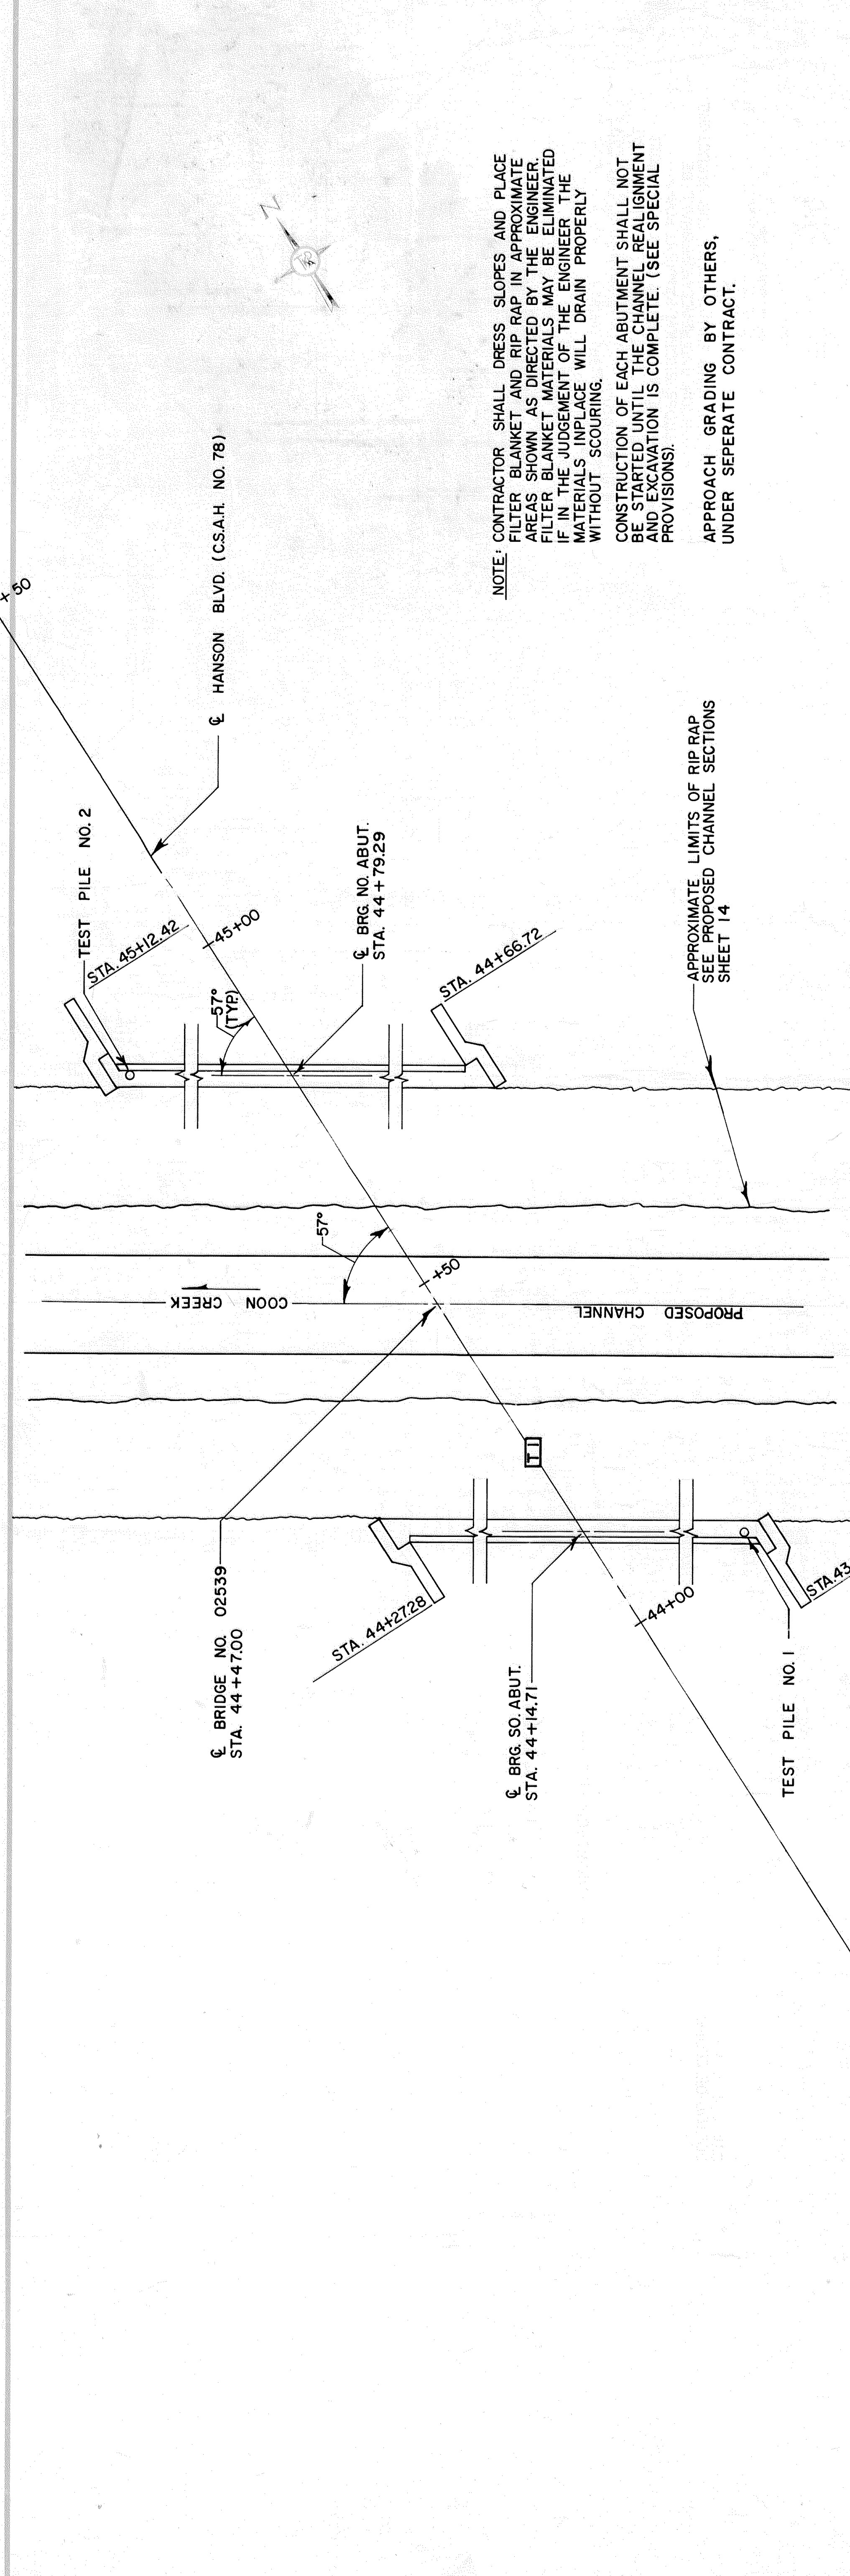 N
+50
℄ HANSON BLVD. (C.S.A.H. NO. 78)
NOTE: CONTRACTOR SHALL DRESS SLOPES AND PLACE
FILTER BLANKET AND RIP RAP IN APPROXIMATE
AREAS SHOWN AS DIRECTED BY THE ENGINEER.
FILTER BLANKET MATERIALS MAY BE ELIMINATED
IF IN THE JUDGEMENT OF THE ENGINEER THE
MATERIALS INPLACE WILL DRAIN PROPERLY
WITHOUT SCOURING.
CONSTRUCTION OF EACH ABUTMENT SHALL NOT
BE STARTED UNTIL THE CHANNEL REALIGNMENT
AND EXCAVATION IS COMPLETE. (SEE SPECIAL
PROVISIONS).
APPROACH GRADING BY OTHERS,
UNDER SEPERATE CONTRACT.
TEST PILE NO. 2
STA. 45+12.42
45+00
57°
(TYP.)
℄ BRG. NO. ABUT.
STA. 44+79.29
STA. 44+66.72
APPROXIMATE LIMITS OF RIP RAP
SEE PROPOSED CHANNEL SECTIONS
SHEET 14
57°
+50
COON CREEK
PROPOSED CHANNEL
T 1
℄ BRIDGE NO. 02539
STA. 44+47.00
STA. 44+27.28
℄ BRG. SO. ABUT.
STA. 44+14.71
44+00
TEST PILE NO. 1
STA. 43